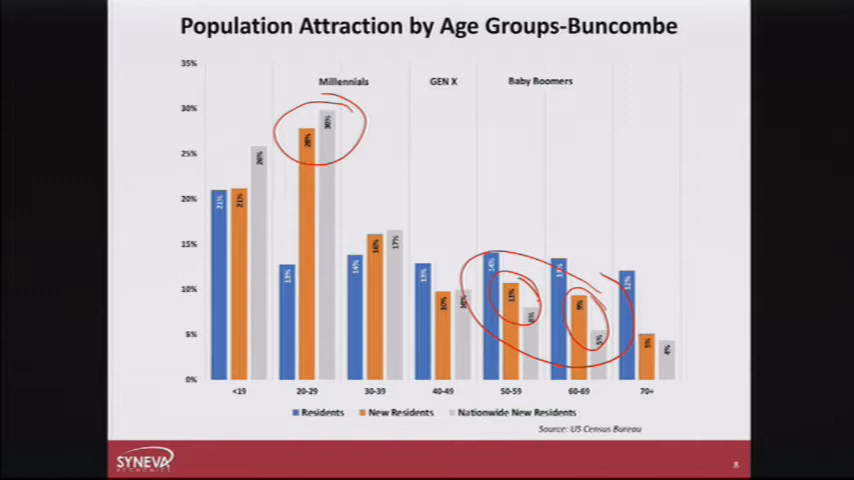 Population Attraction by Age Groups-Buncombe
35%
Millennials GEN X Baby Boomers
30%
25%
20%
15%
10%
5%
0%
21% 21% 26%
13% 28% 30%
14% 16% 17%
13% 10% 10%
14% 11% 8%
13% 9% 5%
12% 5% 4%
<19 20-29 30-39 40-49 50-59 60-69 70+
Residents New Residents Nationwide New Residents
Source: US Census Bureau
SYNEVA
ECONOMICS
8